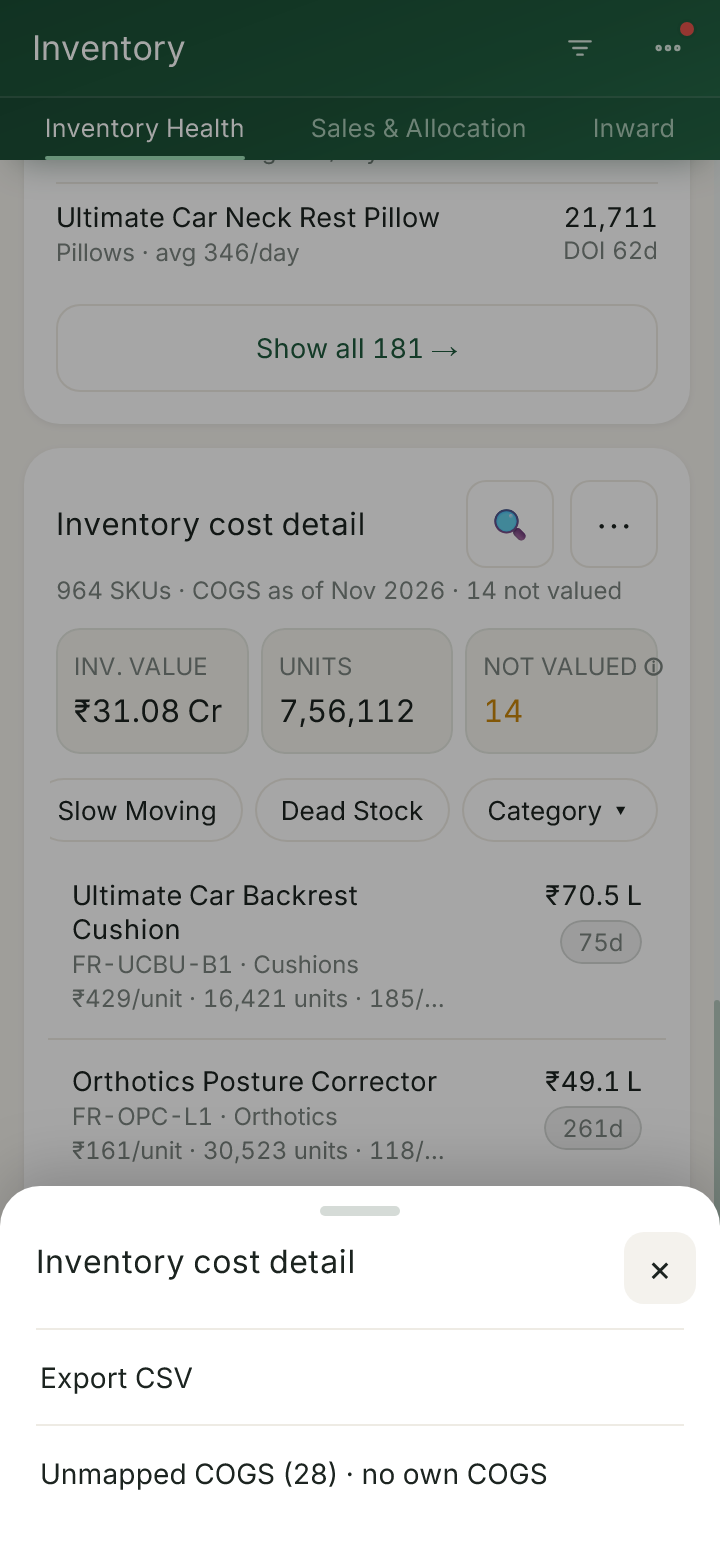 Inventory
Inventory Health
Sales & Allocation
Inward
Ultimate Car Neck Rest Pillow
21,711
Pillows · avg 346/day
DOI 62d
Show all 181 →
Inventory cost detail
964 SKUs · COGS as of Nov 2026 · 14 not valued
INV. VALUE
UNITS
NOT VALUED ⓘ
₹31.08 Cr
7,56,112
14
Slow Moving
Dead Stock
Category ▾
Ultimate Car Backrest
Cushion
₹70.5 L
75d
FR-UCBU-B1 · Cushions
₹429/unit · 16,421 units · 185/...
Orthotics Posture Corrector
₹49.1 L
FR-OPC-L1 · Orthotics
261d
₹161/unit · 30,523 units · 118/...
Inventory cost detail
Export CSV
Unmapped COGS (28) · no own COGS